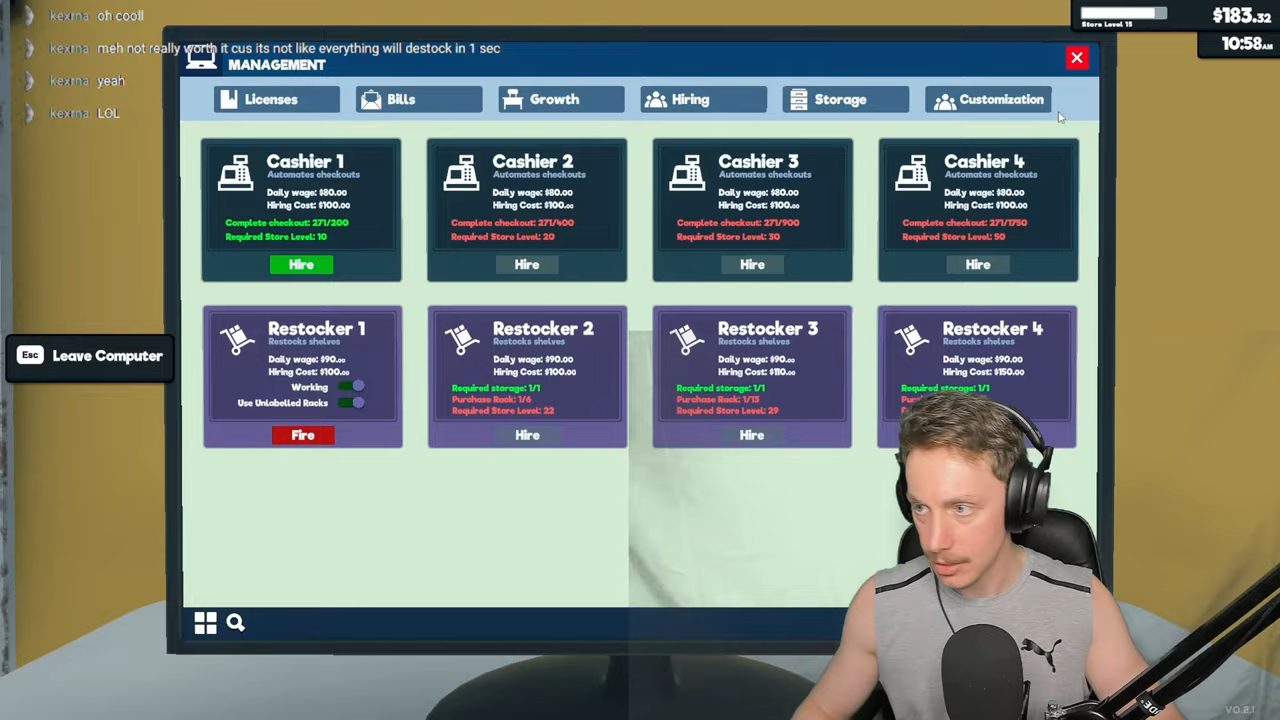 kexrna oh cooll
kexrna meh not really worth it cus its not like everything will destock in 1 sec
kexrna yeah
kexrna LOL
Store Level 15
$183.32
10:58AM
MANAGEMENT
Licenses
Bills
Growth
Hiring
Storage
Customization
Cashier 1
Automates checkouts
Daily wage: $80.00
Hiring Cost: $100.00
Complete checkout: 271/200
Required Store Level: 10
Hire
Cashier 2
Automates checkouts
Daily wage: $80.00
Hiring Cost: $100.00
Complete checkout: 271/400
Required Store Level: 20
Hire
Cashier 3
Automates checkouts
Daily wage: $80.00
Hiring Cost: $100.00
Complete checkout: 271/900
Required Store Level: 30
Hire
Cashier 4
Automates checkouts
Daily wage: $80.00
Hiring Cost: $100.00
Complete checkout: 271/1750
Required Store Level: 50
Hire
Esc Leave Computer
Restocker 1
Restocks shelves
Daily wage: $90.00
Hiring Cost: $100.00
Working
Use Unlabelled Racks
Fire
Restocker 2
Restocks shelves
Daily wage: $90.00
Hiring Cost: $100.00
Required storage: 1/1
Purchase Rack: 1/6
Required Store Level: 22
Hire
Restocker 3
Restocks shelves
Daily wage: $90.00
Hiring Cost: $110.00
Required storage: 1/1
Purchase Rack: 1/13
Required Store Level: 29
Hire
Restocker 4
Restocks shelves
Daily wage: $90.00
Hiring Cost: $150.00
Required storage: 1/1
PUMA
V0.2.1